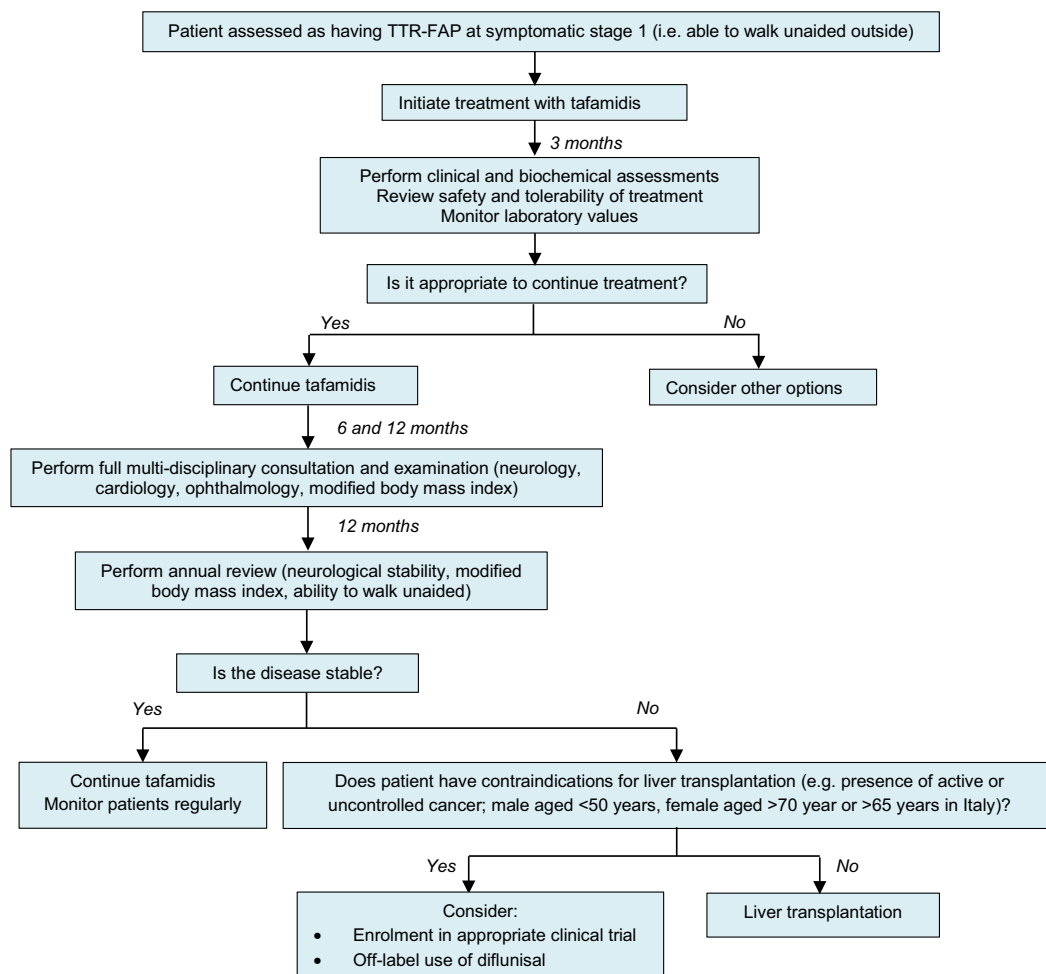 Patient assessed as having TTR-FAP at symptomatic stage 1 (i.e. able to walk unaided outside)
Initiate treatment with tafamidis
3 months
Perform clinical and biochemical assessments
Review safety and tolerability of treatment
Monitor laboratory values
Is it appropriate to continue treatment?
Yes
No
Continue tafamidis
Consider other options
6 and 12 months
Perform full multi-disciplinary consultation and examination (neurology,
cardiology, ophthalmology, modified body mass index)
12 months
Perform annual review (neurological stability, modified
body mass index, ability to walk unaided)
Is the disease stable?
Yes
No
Continue tafamidis
Monitor patients regularly
Does patient have contraindications for liver transplantation (e.g. presence of active or
uncontrolled cancer; male aged <50 years, female aged >70 year or >65 years in Italy)?
Yes
No
Consider:
• Enrolment in appropriate clinical trial
• Off-label use of diflunisal
Liver transplantation